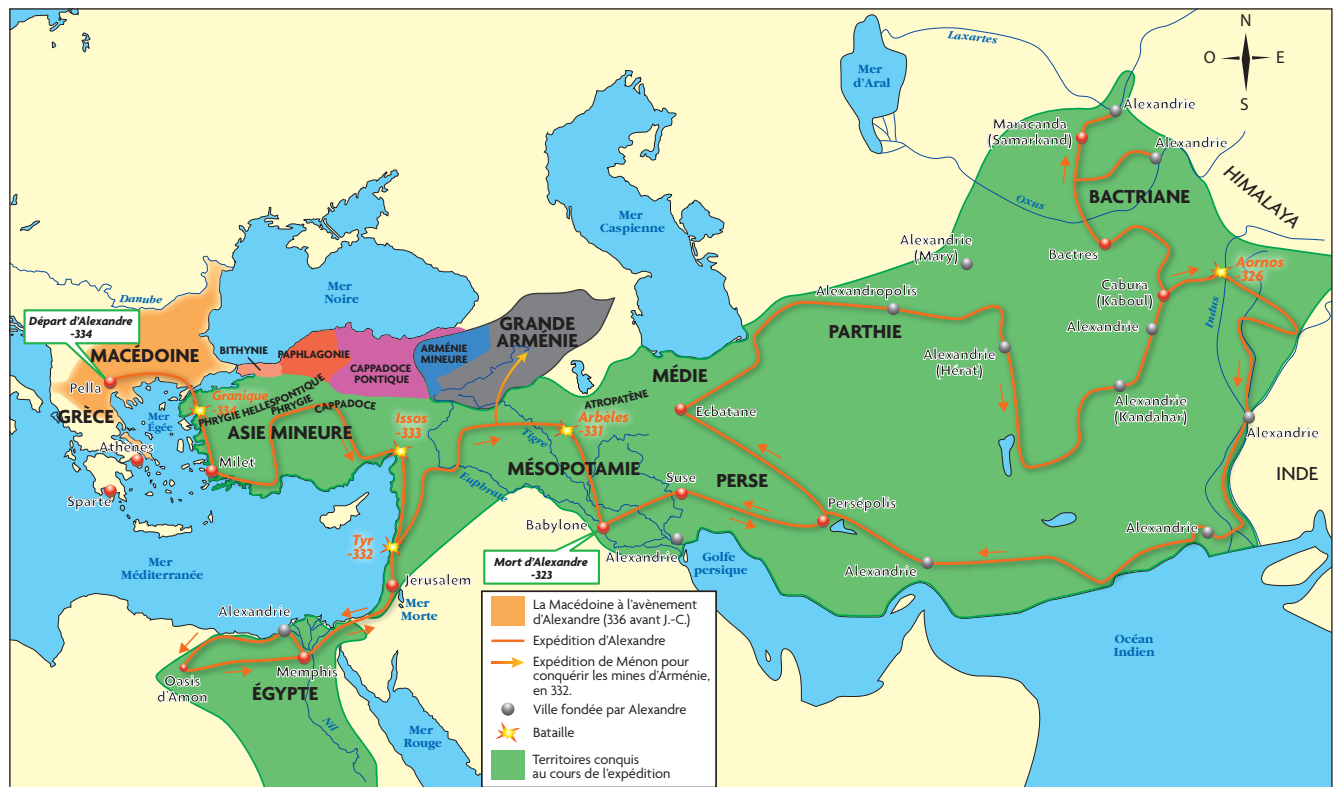 N
O
E
S
Laxartes
Mer
d'Aral
Alexandrie
Maracanda
(Samarkand)
Alexandrie
HIMALAYA
BACTRIANE
Oxus
Mer
Caspienne
Alexandrie
(Mary)
Bactres
Aornos
-326
Danube
Mer
Noire
Cabura
(Kaboul)
Indus
Départ d'Alexandre
-334
Alexandropolis
GRANDE
ARMÉNIE
PARTHIE
Alexandrie
MACÉDOINE
BITHYNIE
PAPHLAGONIE
ARMÉNIE
MINEURE
CAPPADOCE
PONTIQUE
Alexandrie
(Hérat)
MÉDIE
Pella
Granique
-334
PHRYGIE HELLESPONTIQUE
PHRYGIE
CAPPADOCE
ATROPATÈNE
Ecbatane
Alexandrie
(Kandahar)
GRÈCE
Mer
Égée
ASIE MINEURE
Issos
-333
Arbèles
-331
Alexandrie
Athènes
Milet
Tigre
MÉSOPOTAMIE
Euphrate
Suse
PERSE
INDE
Sparte
Persépolis
Babylone
Alexandrie
Tyr
-332
Alexandrie
Golfe
persique
Alexandrie
Mer
Méditerranée
Mort d'Alexandre
-323
Jerusalem
Mer
Morte
Alexandrie
Oasis
d'Amon
Memphis
ÉGYPTE
Nil
Mer
Rouge
Océan
Indien
La Macédoine à l'avènement
d'Alexandre (336 avant J.-C.)
Expédition d'Alexandre
Expédition de Ménon pour
conquérir les mines d'Arménie,
en 332.
Ville fondée par Alexandre
Bataille
Territoires conquis
au cours de l'expédition